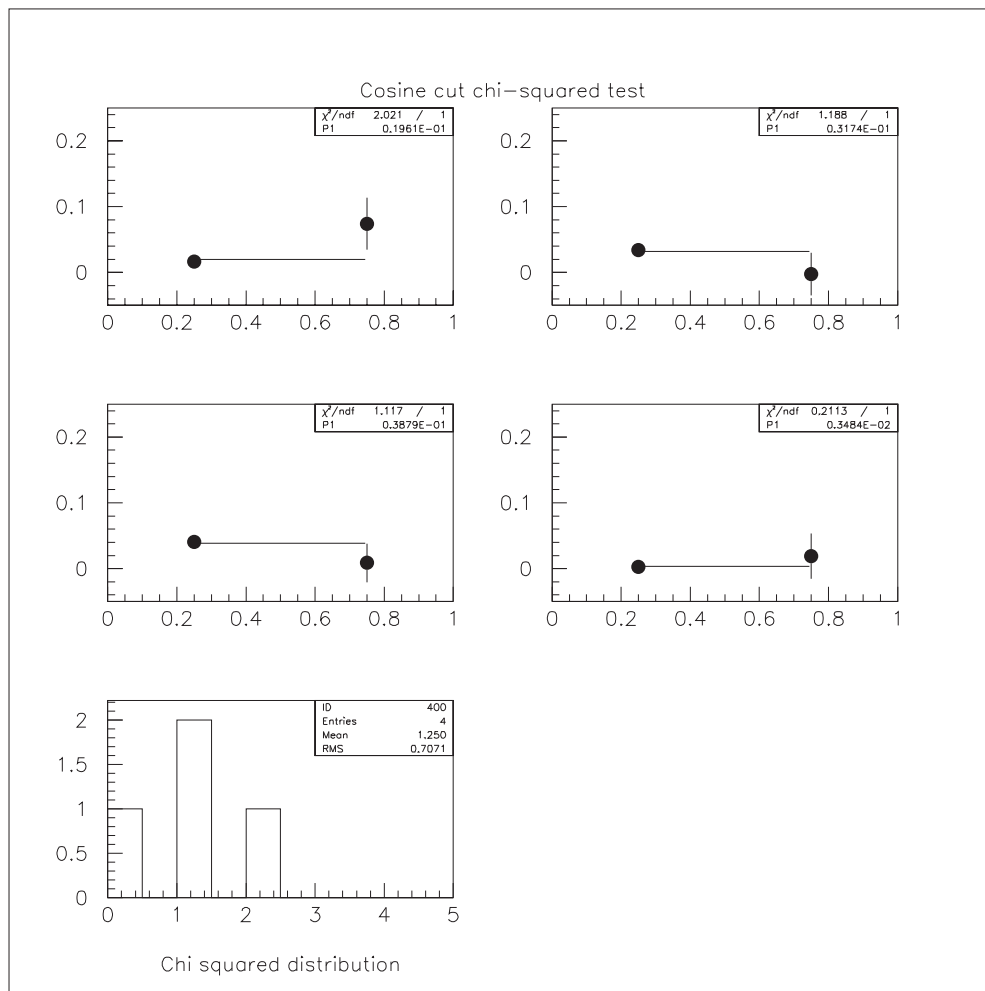 Cosine cut chi-squared test
χ²/ndf 2.021 / 1
P1 0.1961E-01
0.2
0.1
0
0 0.2 0.4 0.6 0.8 1
χ²/ndf 1.188 / 1
P1 0.3174E-01
0.2
0.1
0
0 0.2 0.4 0.6 0.8 1
χ²/ndf 1.117 / 1
P1 0.3879E-01
0.2
0.1
0
0 0.2 0.4 0.6 0.8 1
χ²/ndf 0.2113 / 1
P1 0.3484E-02
0.2
0.1
0
0 0.2 0.4 0.6 0.8 1
ID 400
Entries 4
Mean 1.250
RMS 0.7071
2
1.5
1
0.5
0
0 1 2 3 4 5
Chi squared distribution